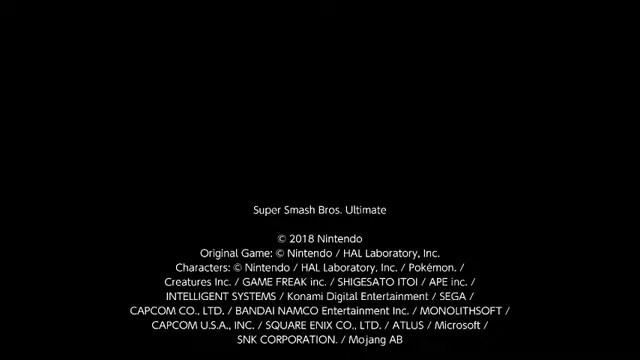 Super Smash Bros. Ultimate
© 2018 Nintendo
Original Game: © Nintendo / HAL Laboratory, Inc.
Characters: © Nintendo / HAL Laboratory, Inc. / Pokémon. /
Creatures Inc. / GAME FREAK inc. / SHIGESATO ITOI / APE inc. /
INTELLIGENT SYSTEMS / Konami Digital Entertainment / SEGA /
CAPCOM CO., LTD. / BANDAI NAMCO Entertainment Inc. / MONOLITHSOFT /
CAPCOM U.S.A., INC. / SQUARE ENIX CO., LTD. / ATLUS / Microsoft /
SNK CORPORATION. / Mojang AB